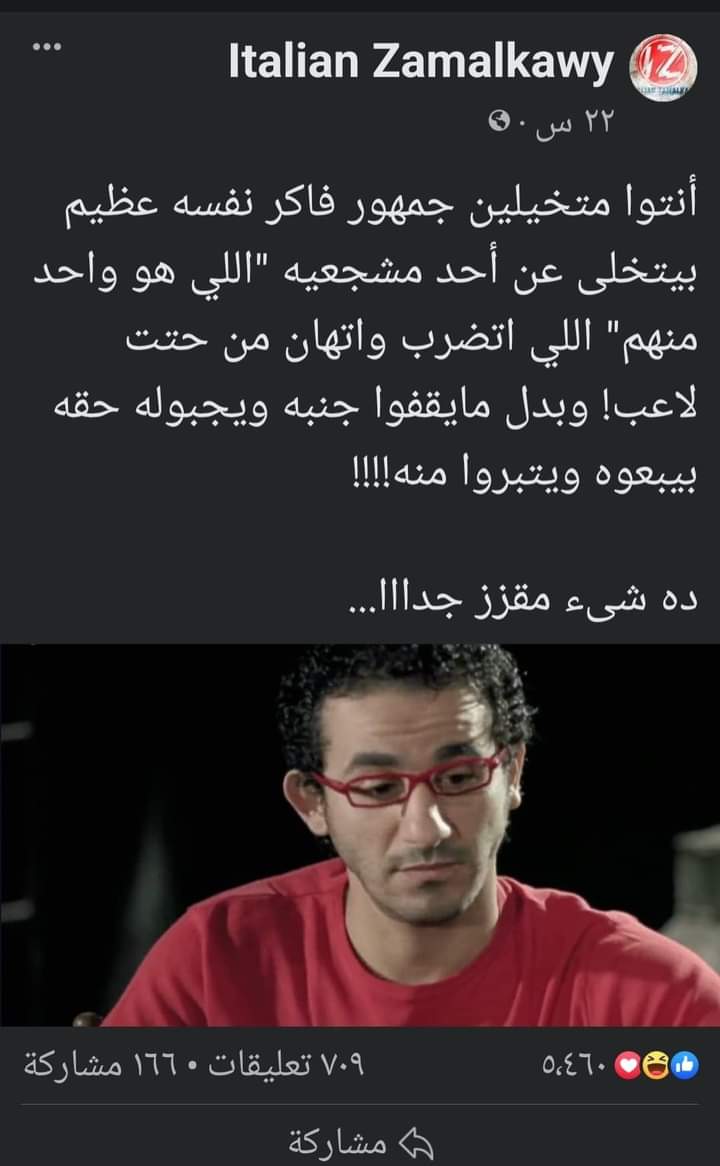 Italian Zamalkawy
٢٢ س ·
أنتوا متخيلين جمهور فاكر نفسه عظيم
بيتخلى عن أحد مشجعيه "اللي هو واحد
منهم" اللي اتضرب واتهان من حتت
لاعب! وبدل مايقفوا جنبه ويجبوله حقه
بيبعوه ويتبروا منه!!!!
ده شىء مقزز جدااا...
٥،٤٦٠
٧٠٩ تعليقات • ١٦٦ مشاركة
مشاركة